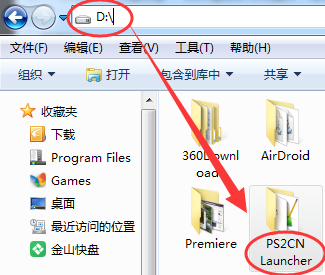 D:\
文件(F) 编辑(E) 查看(V) 工具(T) 帮助(H)
组织 打开 包含到库中 共享
收藏夹
下载
Program Files
Games
桌面
最近访问的位置
金山快盘
360Downl
oads
AirDroid
Premiere
PS2CN
Launcher